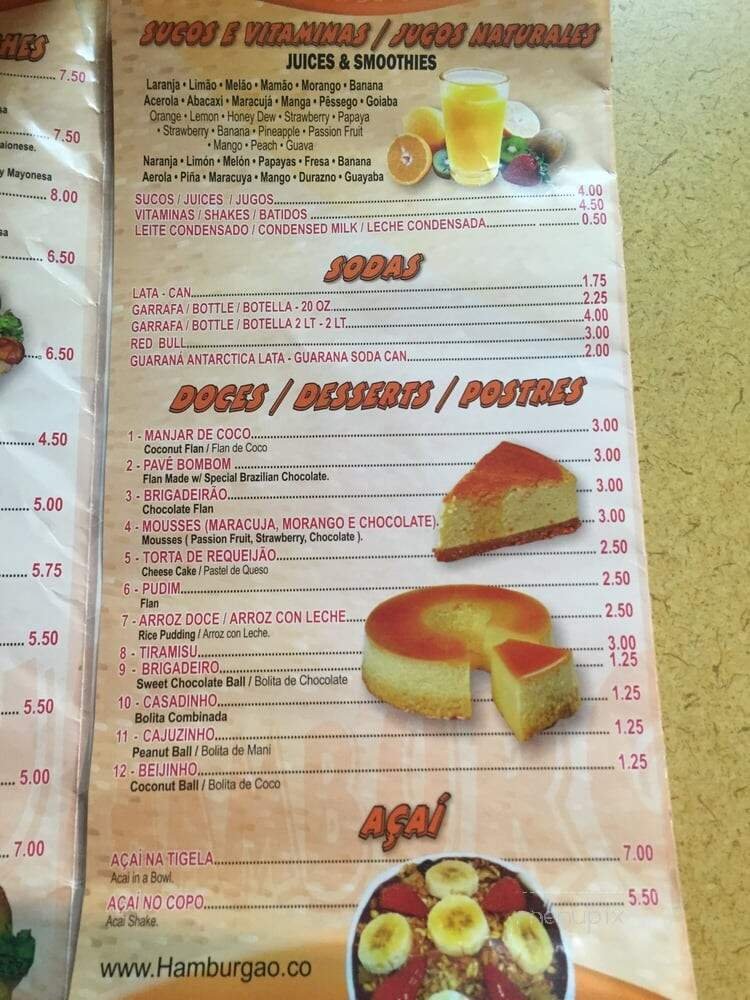 HES
7.50
sa
7.50
aionese.
y Mayonesa
8.00
sa
6.50
6.50
4.50
5.00
5.75
5.50
5.50
5.00
7.00
SUCOS E VITAMINAS / JUGOS NATURALES
JUICES & SMOOTHIES
Laranja • Limão • Melão • Mamão • Morango • Banana
Acerola • Abacaxi • Maracujá • Manga • Pêssego • Goiaba
Orange • Lemon • Honey Dew • Strawberry • Papaya
• Strawberry • Banana • Pineapple • Passion Fruit
• Mango • Peach • Guava
Naranja • Limón • Melón • Papayas • Fresa • Banana
Aerola • Piña • Maracuya • Mango • Durazno • Guayaba
SUCOS / JUICES / JUGOS 4.00
VITAMINAS / SHAKES / BATIDOS 4.50
LEITE CONDENSADO / CONDENSED MILK / LECHE CONDENSADA 0.50
SODAS
LATA - CAN 1.75
GARRAFA / BOTTLE / BOTELLA - 20 OZ 2.25
GARRAFA / BOTTLE / BOTELLA 2 LT - 2 LT 4.00
RED BULL 3.00
GUARANÁ ANTARCTICA LATA - GUARANA SODA CAN 2.00
DOCES / DESSERTS / POSTRES
1 - MANJAR DE COCO 3.00
Coconut Flan / Flan de Coco
2 - PAVÊ BOMBOM 3.00
Flan Made w/ Special Brazilian Chocolate.
3 - BRIGADEIRÃO 3.00
Chocolate Flan
4 - MOUSSES (MARACUJA, MORANGO E CHOCOLATE) 3.00
Mousses ( Passion Fruit, Strawberry, Chocolate ).
5 - TORTA DE REQUEIJÃO 2.50
Cheese Cake / Pastel de Queso
6 - PUDIM 2.50
Flan
7 - ARROZ DOCE / ARROZ CON LECHE 2.50
Rice Pudding / Arroz con Leche.
8 - TIRAMISU 3.00
9 - BRIGADEIRO 1.25
Sweet Chocolate Ball / Bolita de Chocolate
10 - CASADINHO 1.25
Bolita Combinada
11 - CAJUZINHO 1.25
Peanut Ball / Bolita de Mani
12 - BEIJINHO 1.25
Coconut Ball / Bolita de Coco
AÇAÍ
AÇAÍ NA TIGELA 7.00
Acai in a Bowl.
AÇAÍ NO COPO 5.50
Acai Shake.
menupix
www.Hamburgao.co